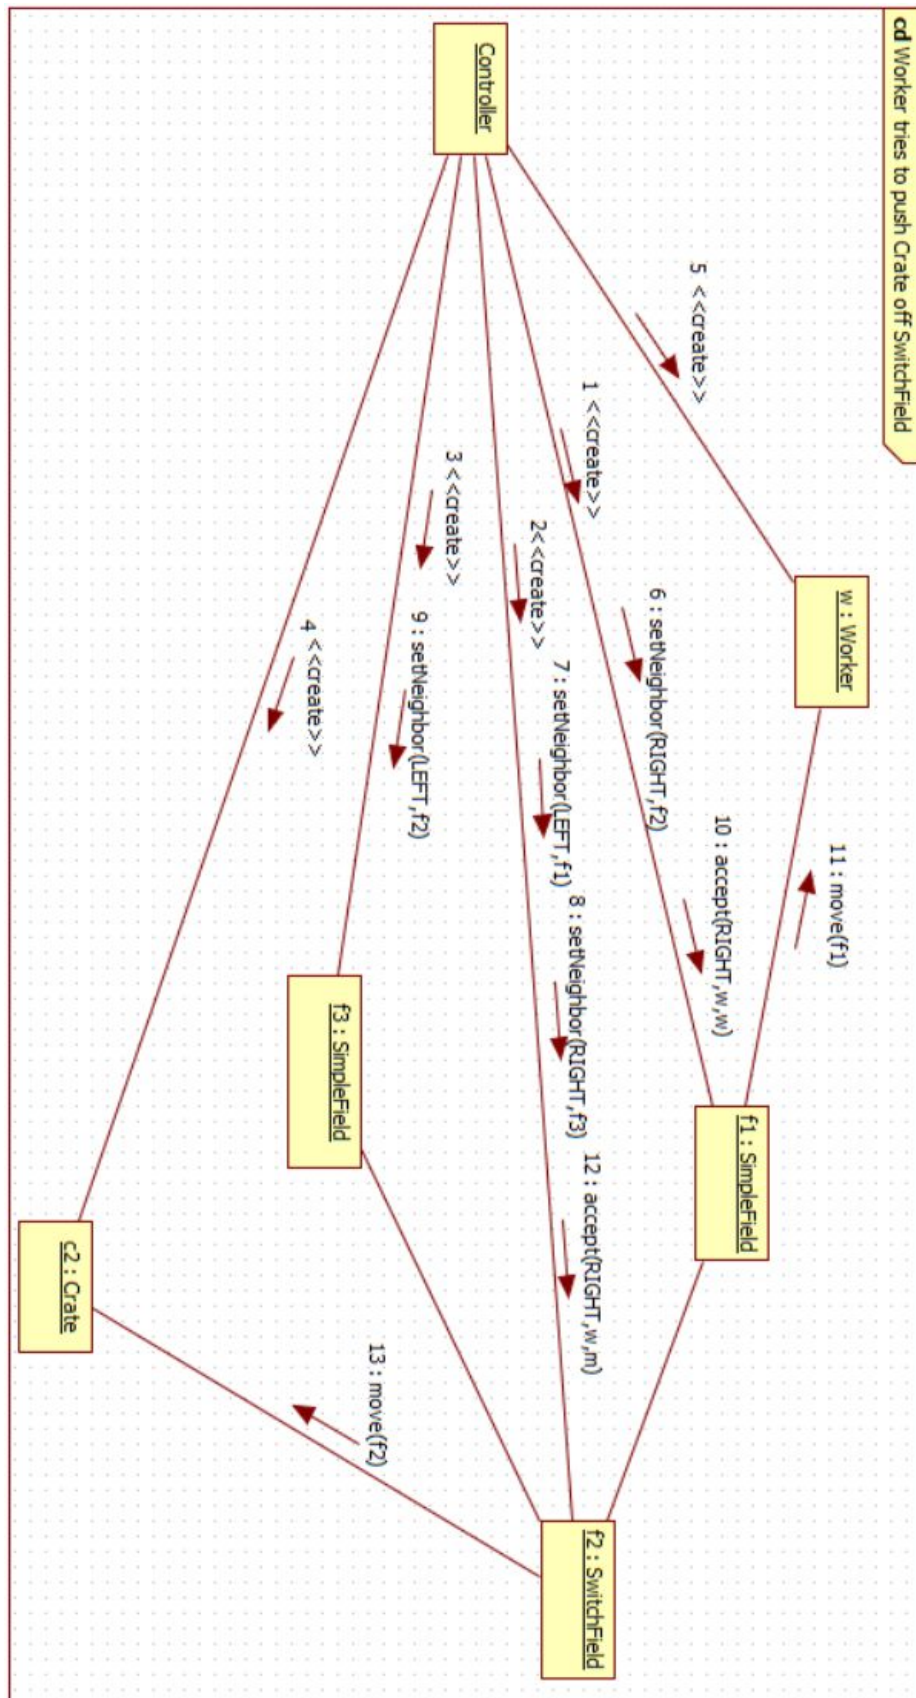 cd Worker tries to push Crate off SwitchField
Controller
w : Worker
5 <<create>>
11 : move(f1)
10 : accept(RIGHT,w,w)
1 <<create>>
6 : setNeighbor(RIGHT,f2)
f1 : SimpleField
2<<create>>
7 : setNeighbor(LEFT,f1)
8 : setNeighbor(RIGHT,f3)
12 : accept(RIGHT,w,m)
f2 : SwitchField
3 <<create>>
9 : setNeighbor(LEFT,f2)
f3 : SimpleField
13 : move(f2)
4 <<create>>
c2 : Crate